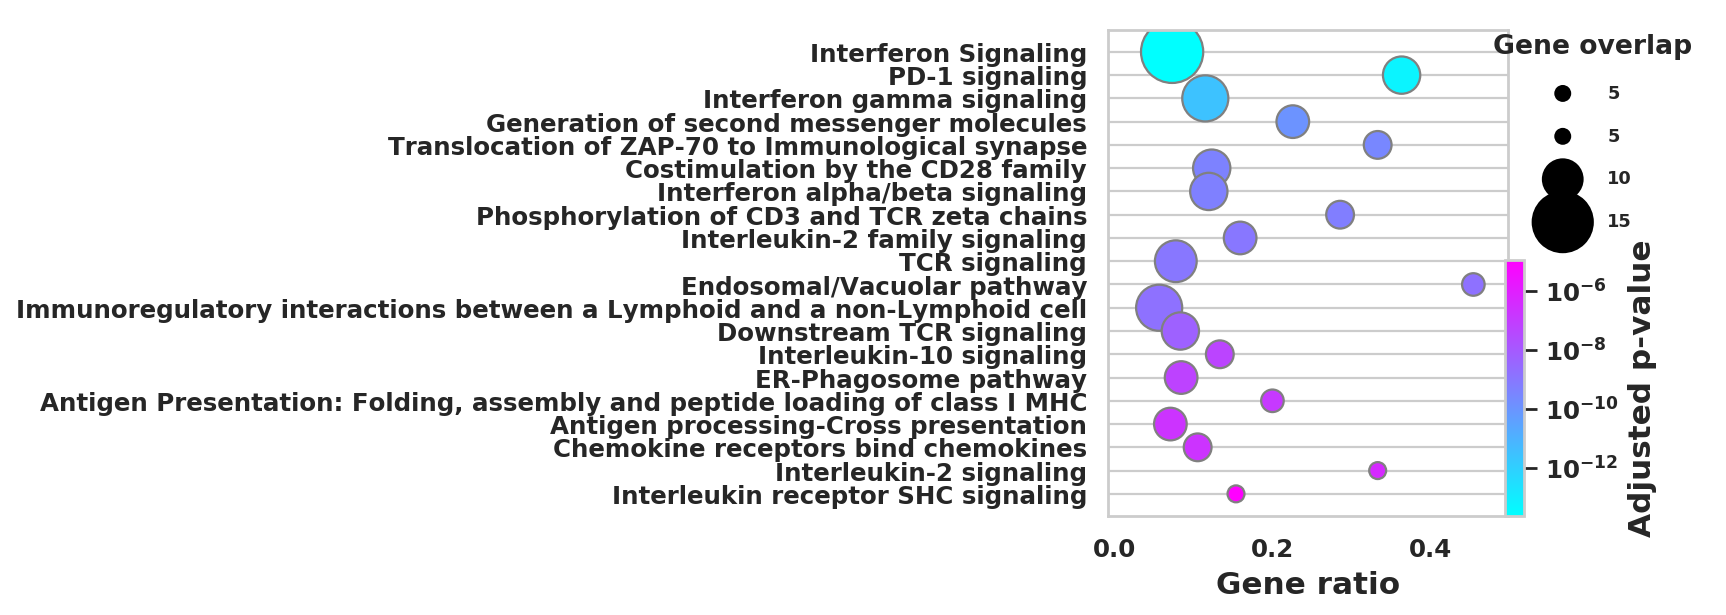 Interferon Signaling
PD-1 signaling
Interferon gamma signaling
Generation of second messenger molecules
Translocation of ZAP-70 to Immunological synapse
Costimulation by the CD28 family
Interferon alpha/beta signaling
Phosphorylation of CD3 and TCR zeta chains
Interleukin-2 family signaling
TCR signaling
Endosomal/Vacuolar pathway
Immunoregulatory interactions between a Lymphoid and a non-Lymphoid cell
Downstream TCR signaling
Interleukin-10 signaling
ER-Phagosome pathway
Antigen Presentation: Folding, assembly and peptide loading of class I MHC
Antigen processing-Cross presentation
Chemokine receptors bind chemokines
Interleukin-2 signaling
Interleukin receptor SHC signaling
0.0 0.2 0.4
Gene ratio
Gene overlap
5
5
10
15
10⁻⁶
10⁻⁸
10⁻¹⁰
10⁻¹²
Adjusted p-value